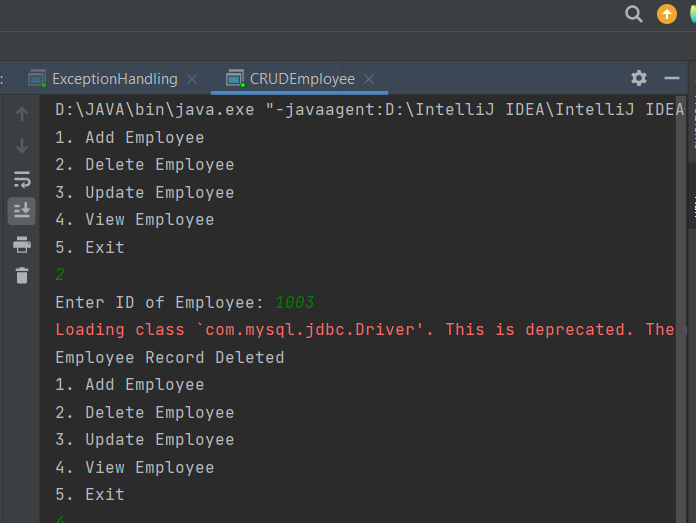 : ExceptionHandling × CRUDEmployee ×
D:\JAVA\bin\java.exe "-javaagent:D:\IntelliJ IDEA\IntelliJ IDEA
1. Add Employee
2. Delete Employee
3. Update Employee
4. View Employee
5. Exit
2
Enter ID of Employee: 1003
Loading class `com.mysql.jdbc.Driver'. This is deprecated. The
Employee Record Deleted
1. Add Employee
2. Delete Employee
3. Update Employee
4. View Employee
5. Exit
4